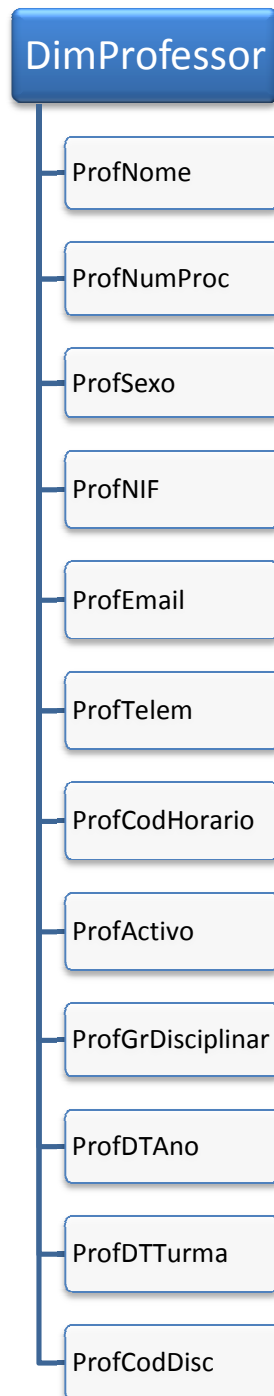 DimProfessor
ProfNome
ProfNumProc
ProfSexo
ProfNIF
ProfEmail
ProfTelem
ProfCodHorario
ProfActivo
ProfGrDisciplinar
ProfDTAno
ProfDTTurma
ProfCodDisc